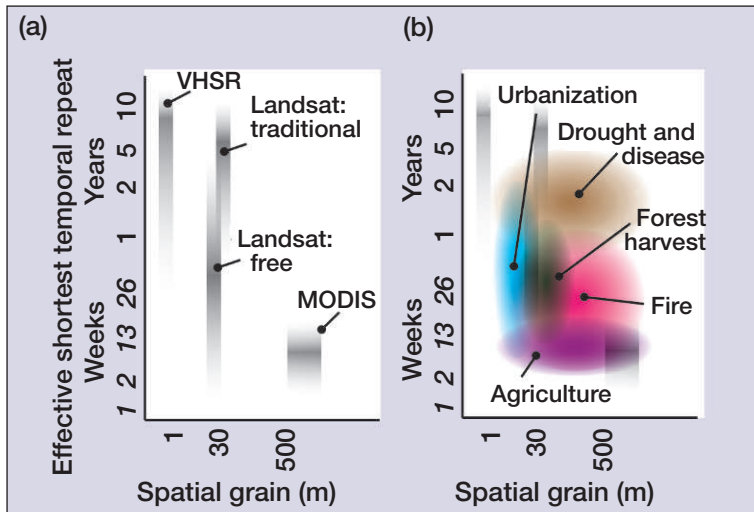 (a)
VHSR
Landsat:
traditional
Landsat:
free
MODIS
Effective shortest temporal repeat
Weeks
Years
1
2
13
26
1
2
5
10
1
30
500
Spatial grain (m)
(b)
Urbanization
Drought and
disease
Forest
harvest
Fire
Agriculture
Weeks
Years
1
2
13
26
1
2
5
10
1
30
500
Spatial grain (m)